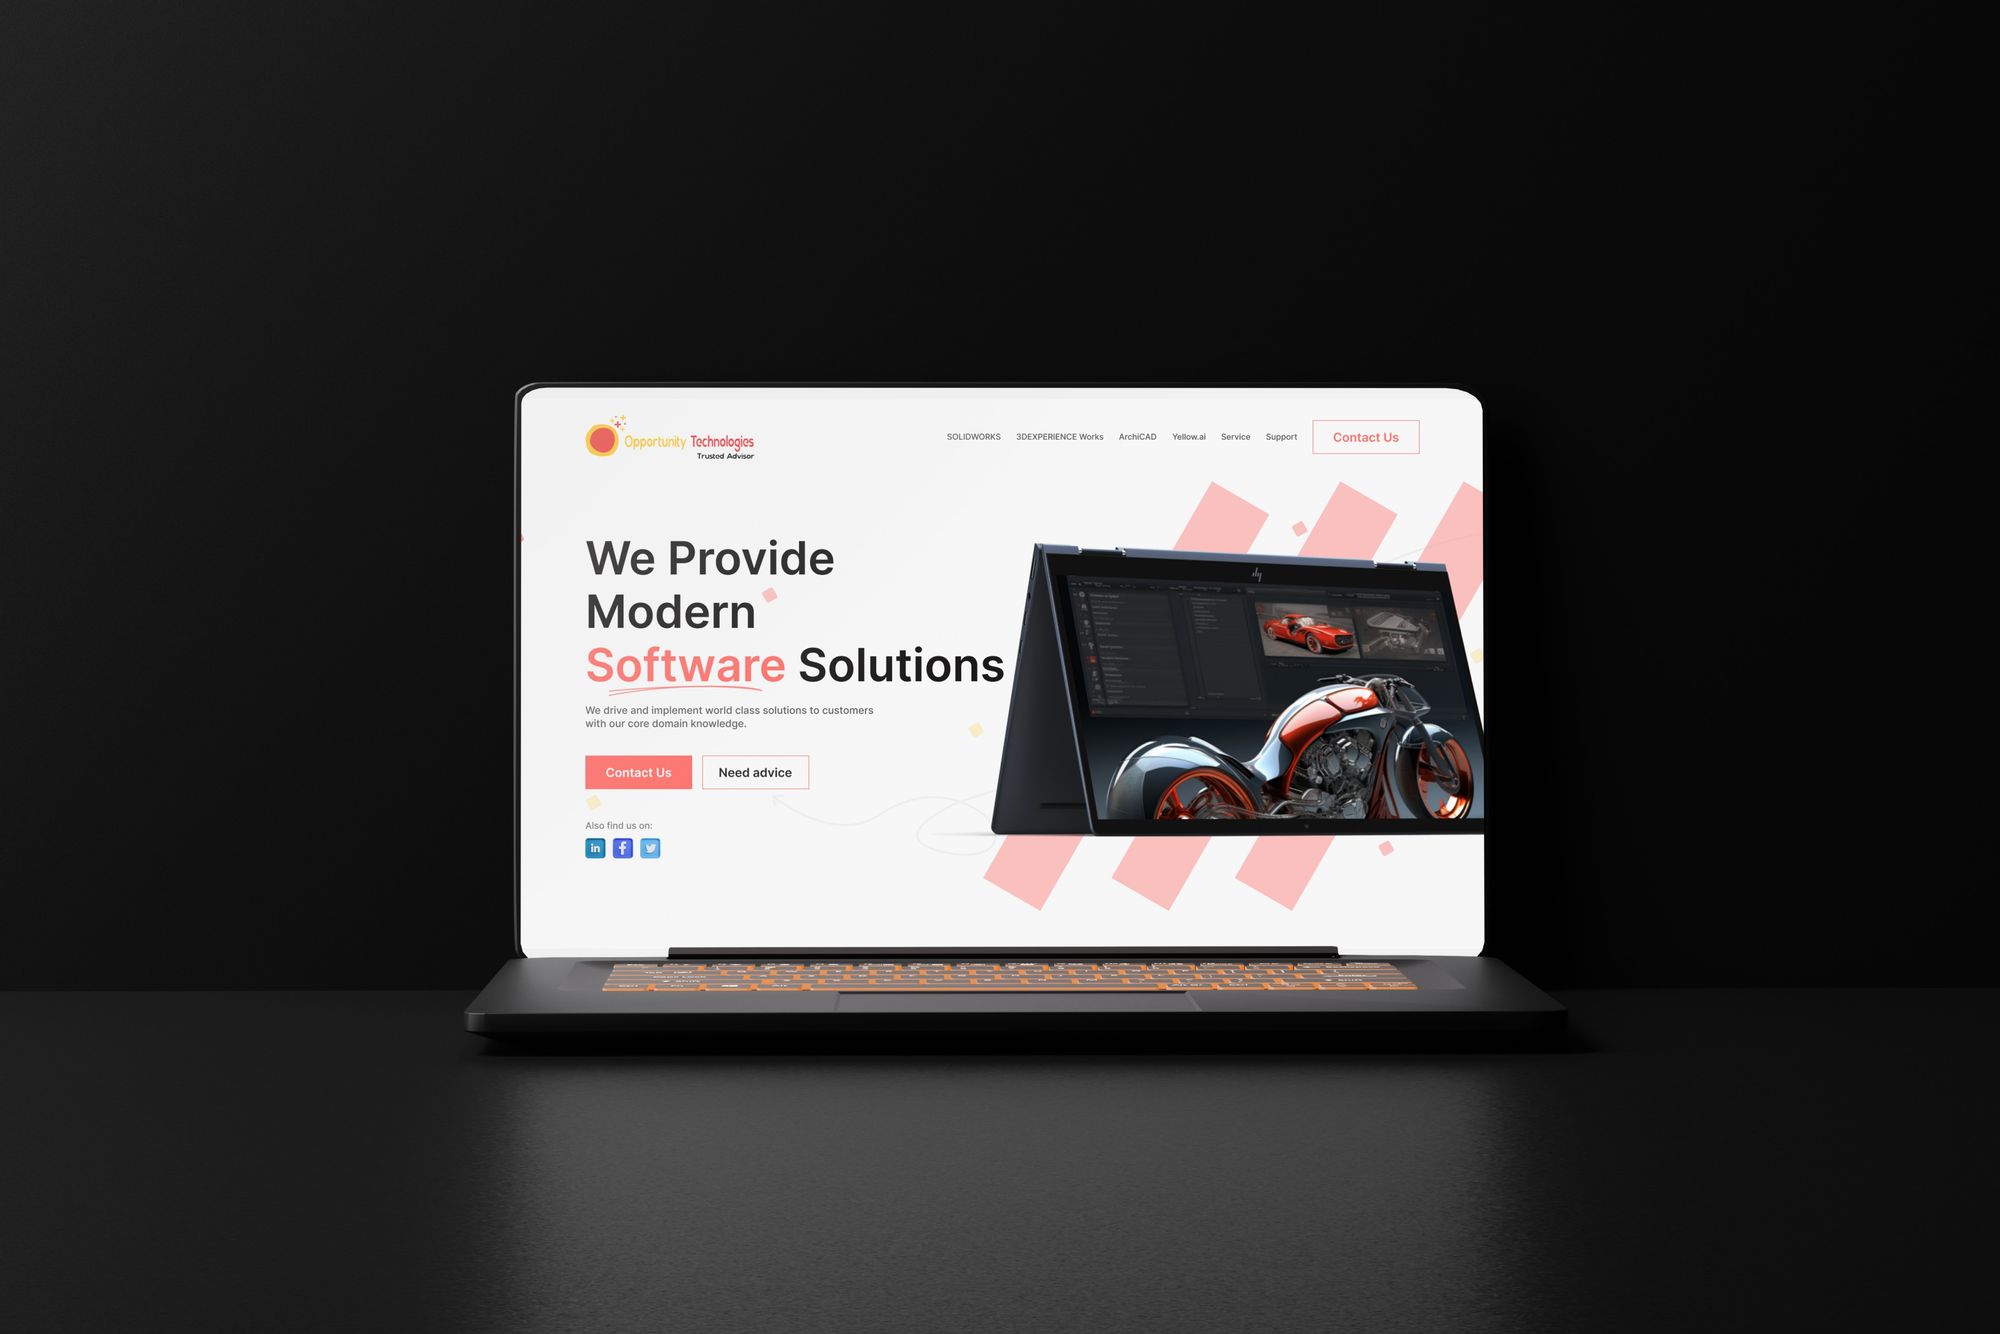 Opportunity Technologies
Trusted Advisor
SOLIDWORKS 3DEXPERIENCE Works ArchiCAD Yellow.ai Service Support Contact Us
We Provide
Modern
Software Solutions
We drive and implement world class solutions to customers
with our core domain knowledge.
Contact Us Need advice
Also find us on:
in f
hp